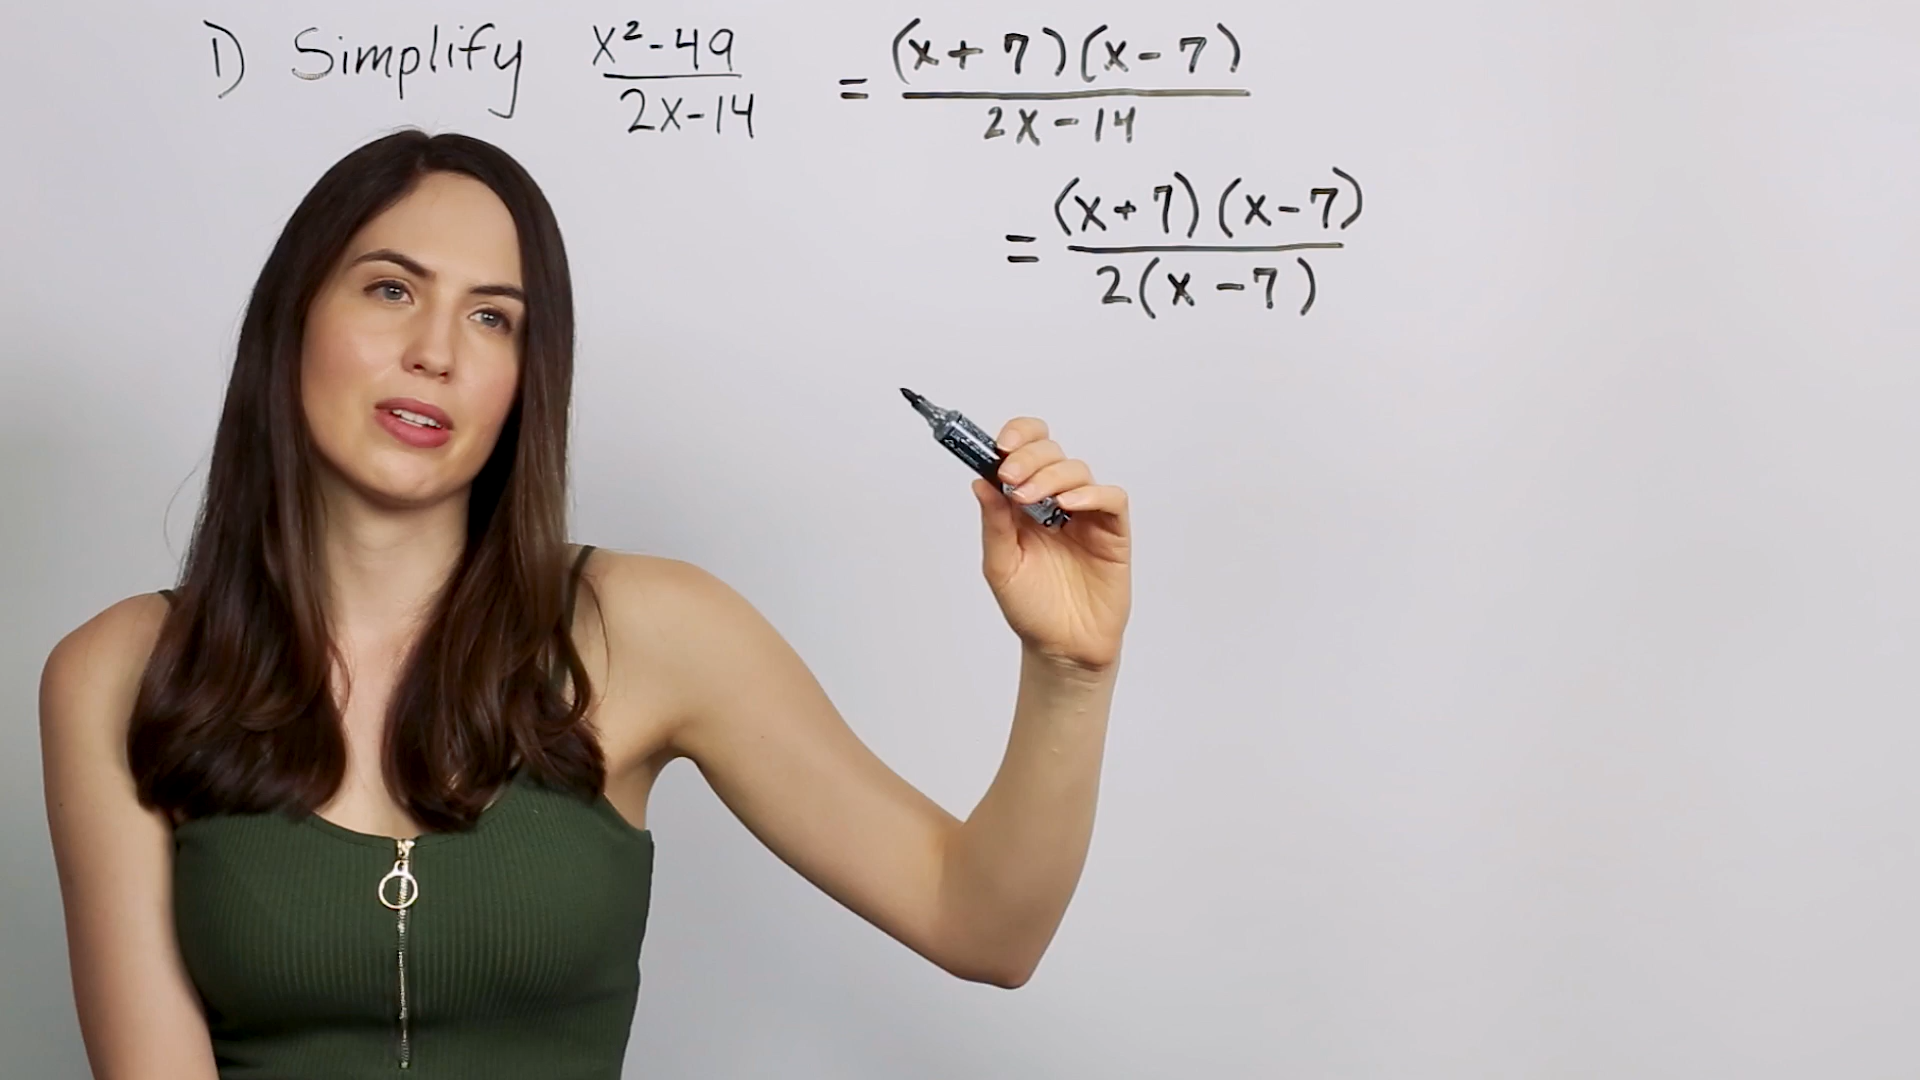 1) Simplify x²-49 / 2x-14 = (x+7)(x-7) / 2x-14
= (x+7)(x-7) / 2(x-7)